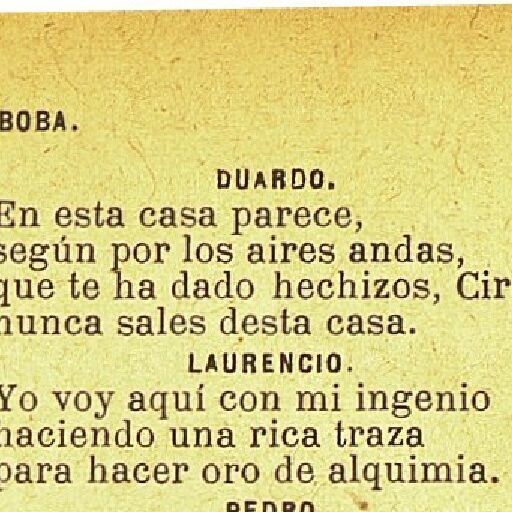 BOBA.
DUARDO.
En esta casa parece,
según por los aires andas,
que te ha dado hechizos, Cir
nunca sales desta casa.
LAURENCIO.
Yo voy aquí con mi ingenio
haciendo una rica traza
para hacer oro de alquimia.
PEDRO